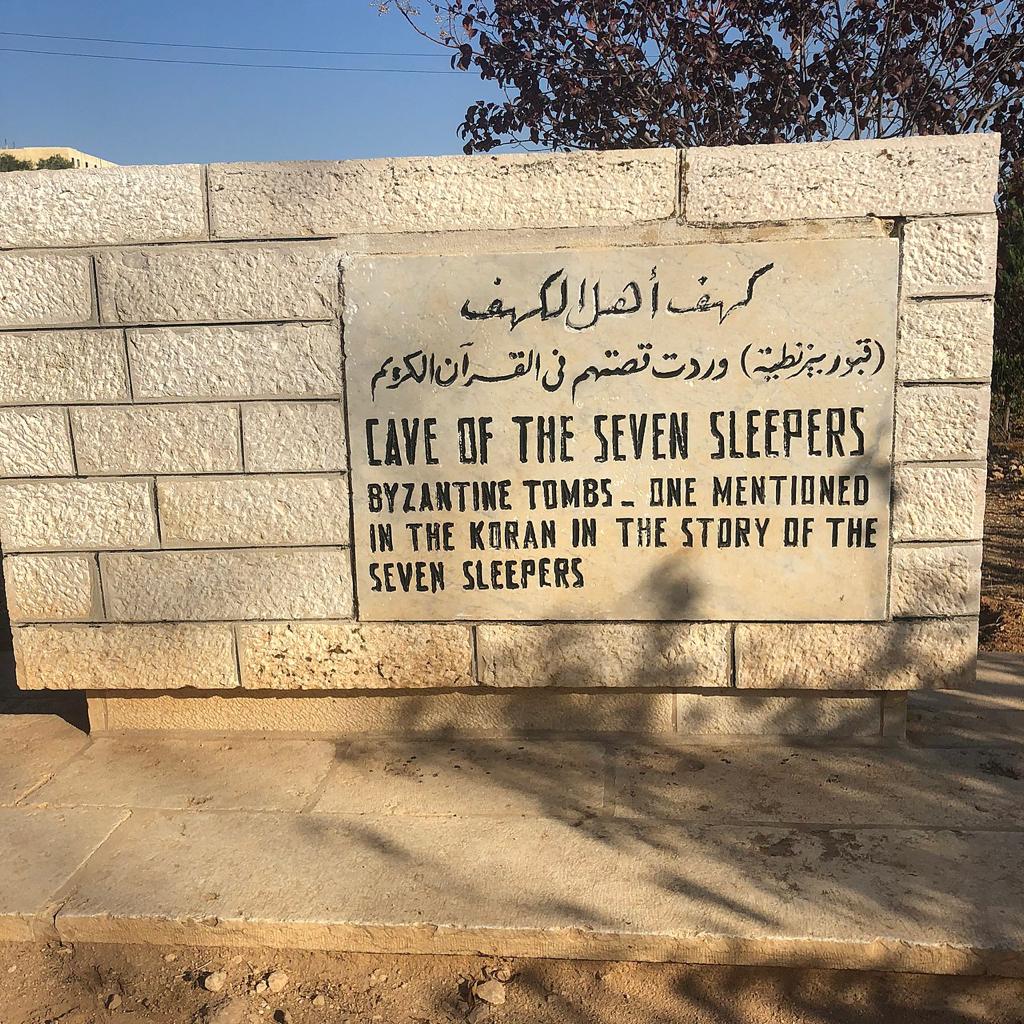 كهف أهل الكهف
(قبور بيزنطية) وردت قصتهم في القرآن الكريم
CAVE OF THE SEVEN SLEEPERS
BYZANTINE TOMBS_ ONE MENTIONED
IN THE KORAN IN THE STORY OF THE
SEVEN SLEEPERS